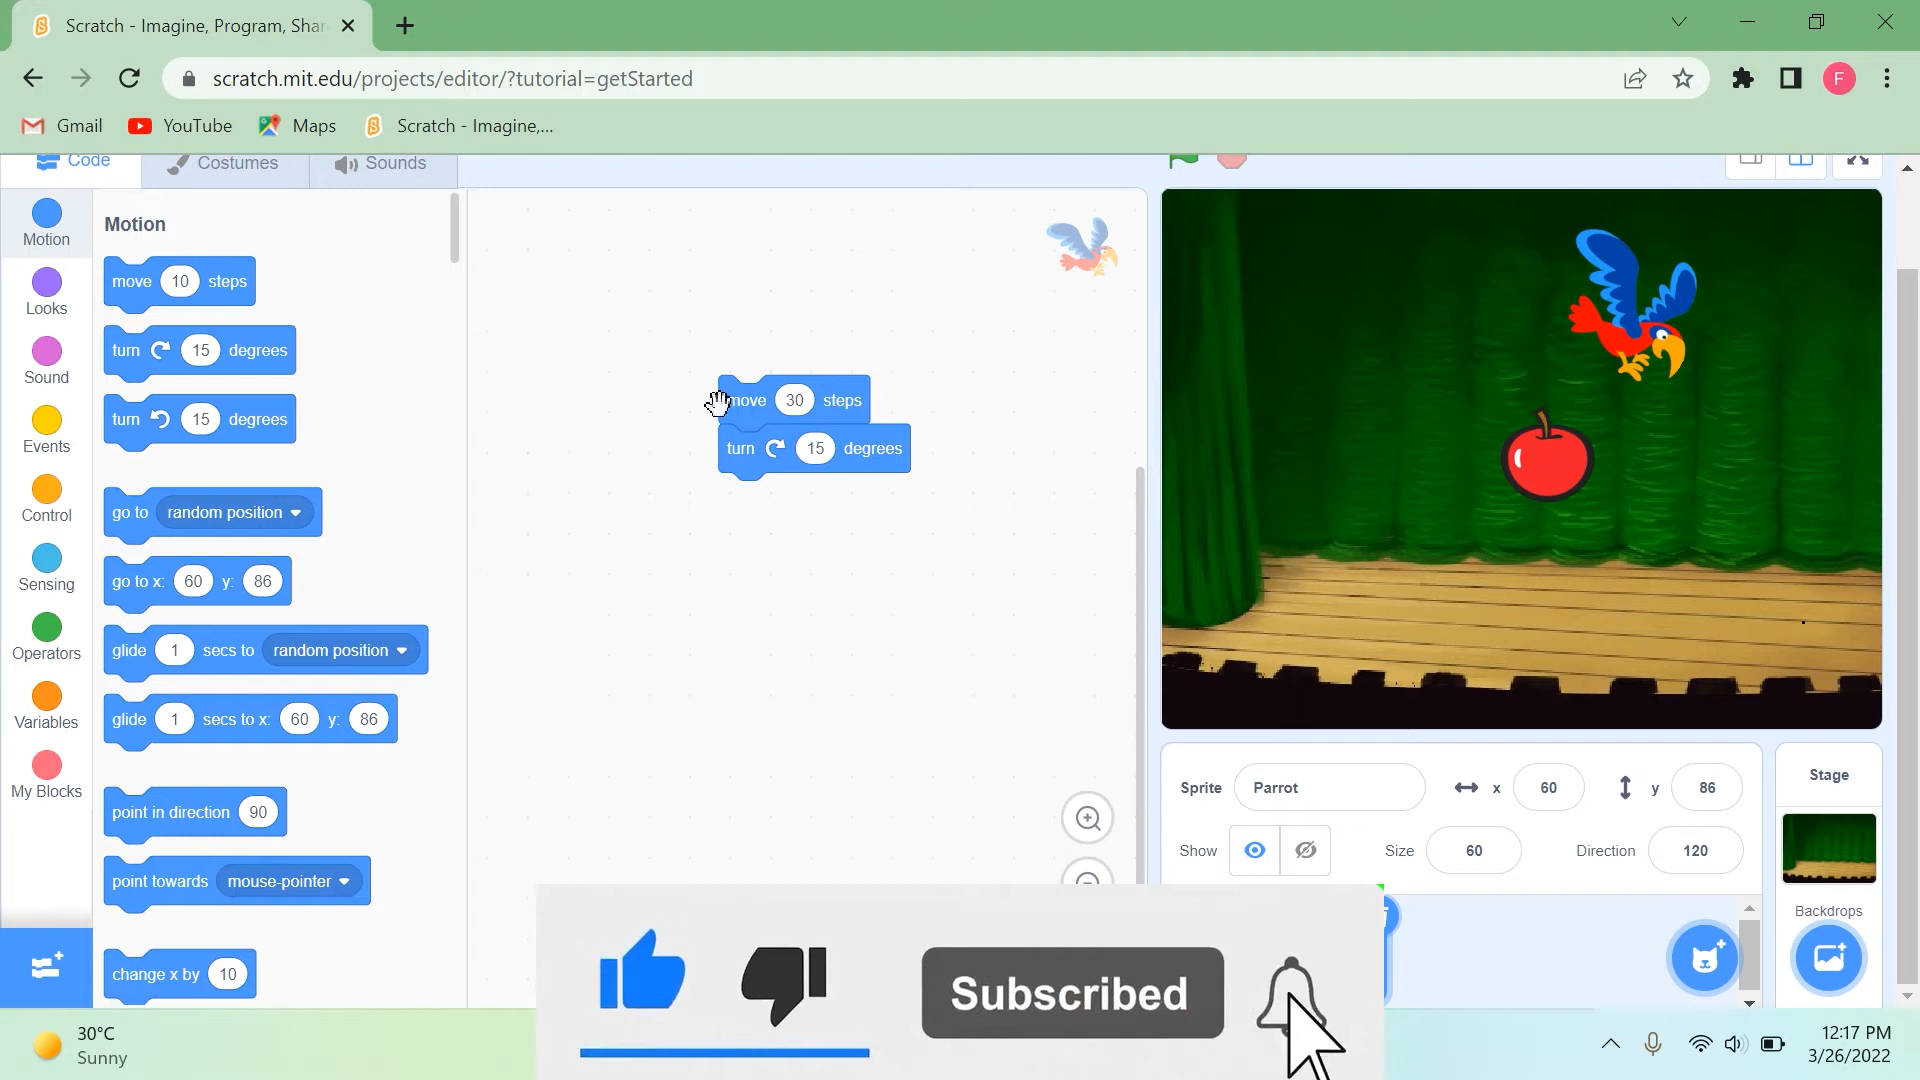 Scratch - Imagine, Program, Shar
scratch.mit.edu/projects/editor/?tutorial=getStarted
F
Gmail
YouTube
Maps
Scratch - Imagine,...
Code
Costumes
Sounds
Motion
Looks
Sound
Events
Control
Sensing
Operators
Variables
My Blocks
Motion
move 10 steps
turn 15 degrees
turn 15 degrees
go to random position
go to x: 60 y: 86
glide 1 secs to random position
glide 1 secs to x: 60 y: 86
point in direction 90
point towards mouse-pointer
change x by 10
move 30 steps
turn 15 degrees
Sprite Parrot x 60 y 86
Show Size 60 Direction 120
Stage
Backdrops
Subscribed
30°C
Sunny
12:17 PM
3/26/2022